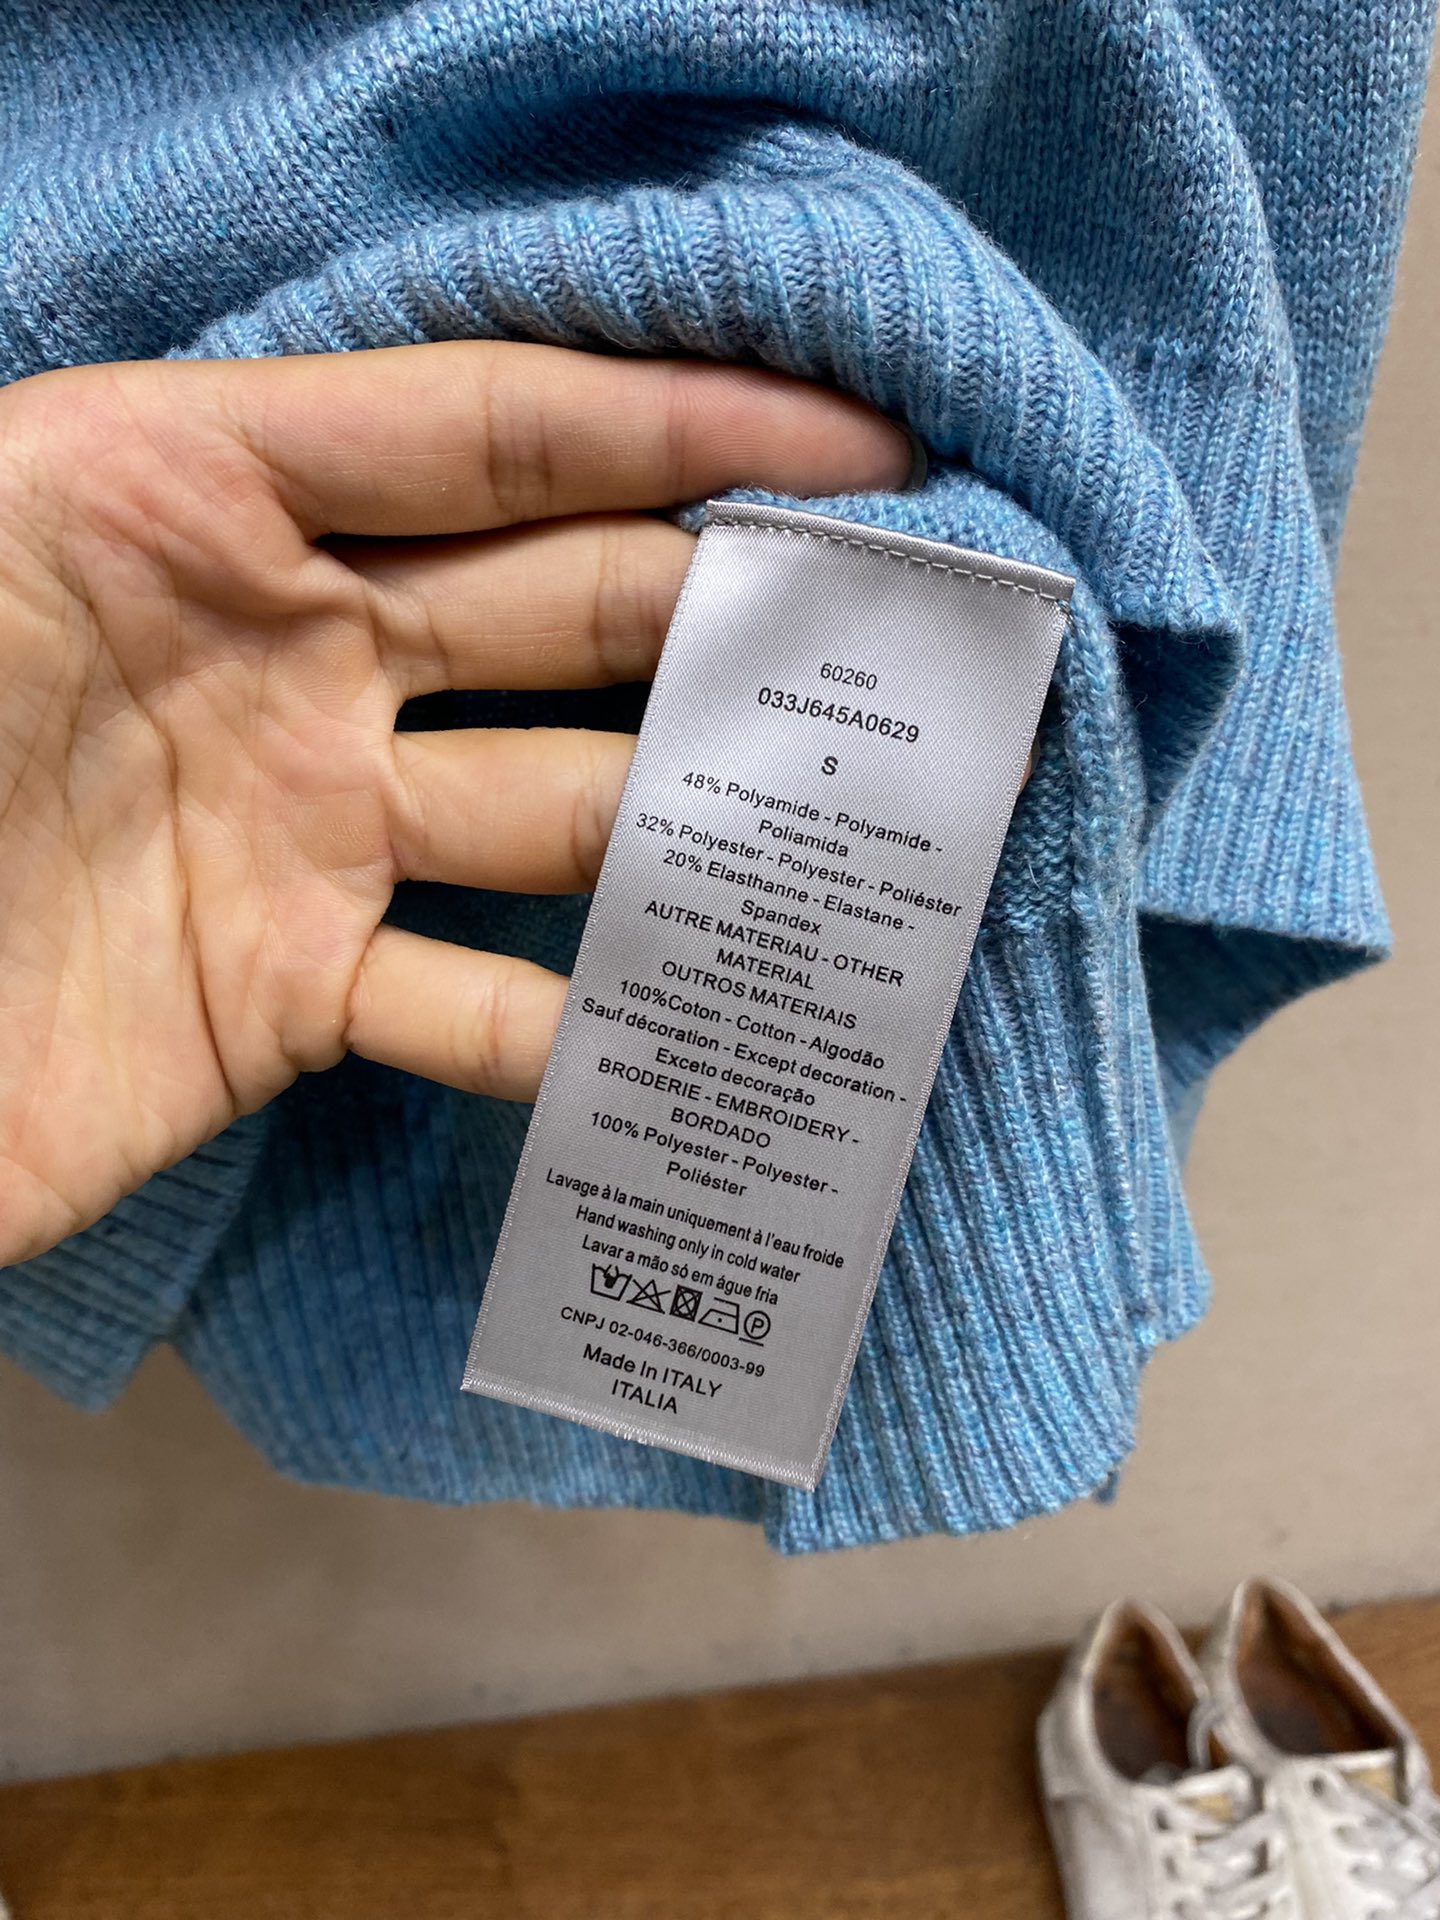 60260
033J645A0629
S
48% Polyamide - Polyamide -
Poliamida
32% Polyester - Polyester - Poliéster
20% Elasthanne - Elastane -
Spandex
AUTRE MATERIAU - OTHER
MATERIAL
OUTROS MATERIAIS
100%Coton - Cotton - Algodão
Sauf décoration - Except decoration -
Exceto decoração
BRODERIE - EMBROIDERY -
BORDADO
100% Polyester - Polyester -
Poliéster
Lavage à la main uniquement à l'eau froide
Hand washing only in cold water
Lavar a mão só em água fria
P
CNPJ 02-046-366/0003-99
Made In ITALY
ITALIA